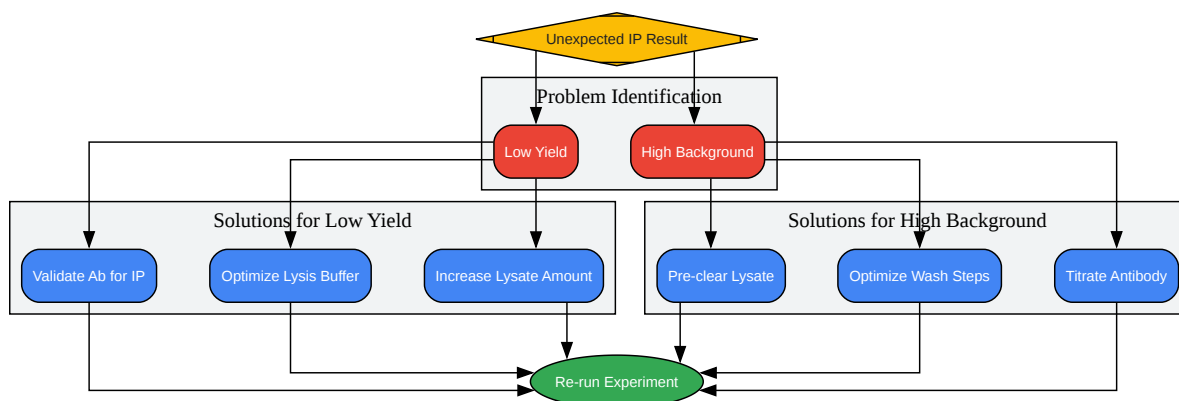 Unexpected IP Result
Problem Identification
Low Yield
High Background
Solutions for Low Yield
Solutions for High Background
Validate Ab for IP
Optimize Lysis Buffer
Increase Lysate Amount
Pre-clear Lysate
Optimize Wash Steps
Titrate Antibody
Re-run Experiment